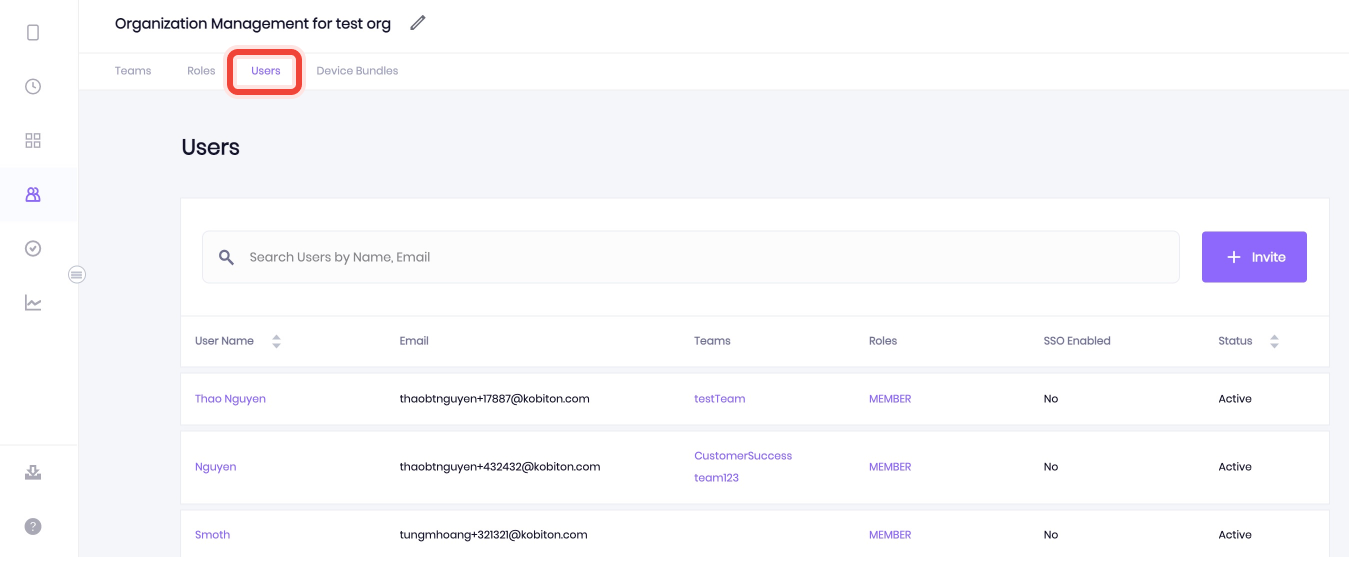 Organization Management for test org
Teams Roles Users Device Bundles
Users
Search Users by Name, Email
+ Invite
User Name Email Teams Roles SSO Enabled Status
Thao Nguyen thaobtnguyen+17887@kobiton.com testTeam MEMBER No Active
Nguyen thaobtnguyen+432432@kobiton.com CustomerSuccess MEMBER No Active
team123
Smoth tungmhoang+321321@kobiton.com MEMBER No Active
?